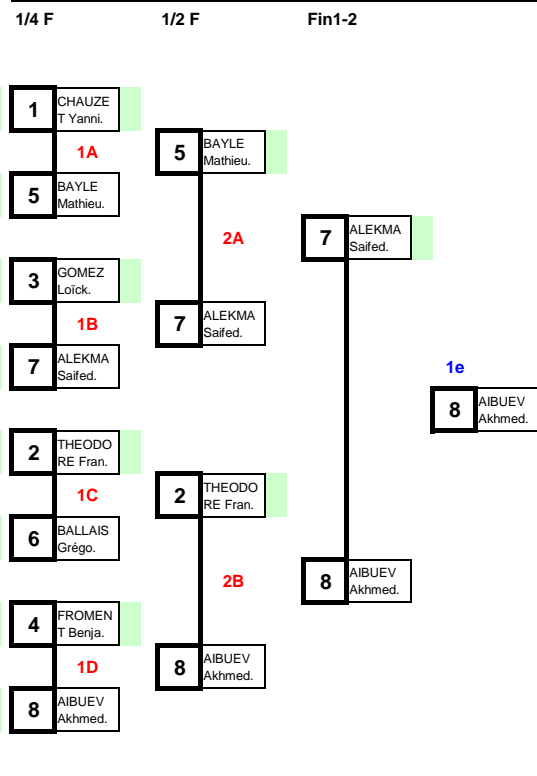 1/4 F 1/2 F Fin1-2
1 CHAUZE
T Yanni.
1A
5 BAYLE
Mathieu.
3 GOMEZ
Loïck.
1B
7 ALEKMA
Saifed.
2 THEODO
RE Fran.
1C
6 BALLAIS
Grégo.
4 FROMEN
T Benja.
1D
8 AIBUEV
Akhmed.
5 BAYLE
Mathieu.
2A
7 ALEKMA
Saifed.
2 THEODO
RE Fran.
2B
8 AIBUEV
Akhmed.
7 ALEKMA
Saifed.
8 AIBUEV
Akhmed.
1e
8 AIBUEV
Akhmed.